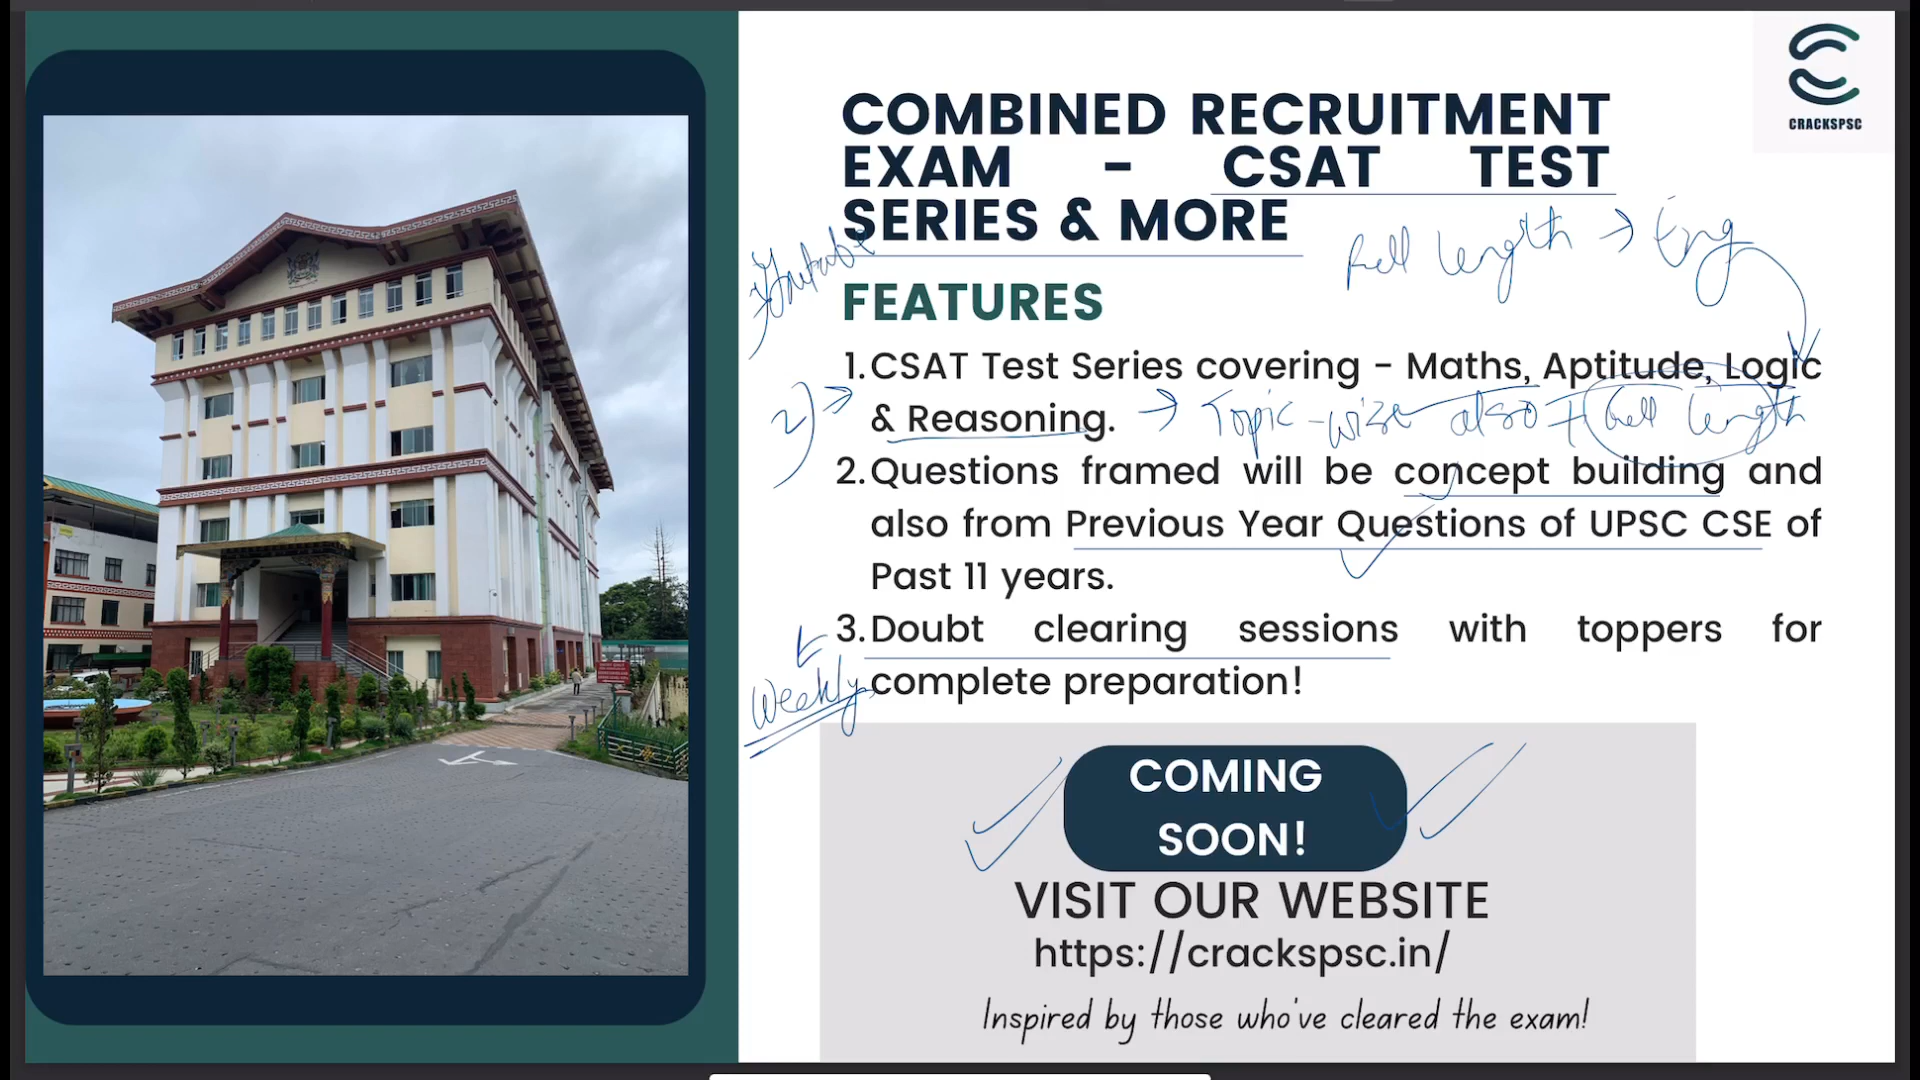 CRACKSPSC
COMBINED RECRUITMENT
EXAM - CSAT TEST
SERIES & MORE
Youtube
full length → Eng
FEATURES
1. CSAT Test Series covering - Maths, Aptitude, Logic
& Reasoning.
2)
→ Topic-wise also + full length
2. Questions framed will be concept building and
also from Previous Year Questions of UPSC CSE of
Past 11 years.
3. Doubt clearing sessions with toppers for
complete preparation!
Weekly
COMING
SOON!
VISIT OUR WEBSITE
https://crackspsc.in/
Inspired by those who've cleared the exam!